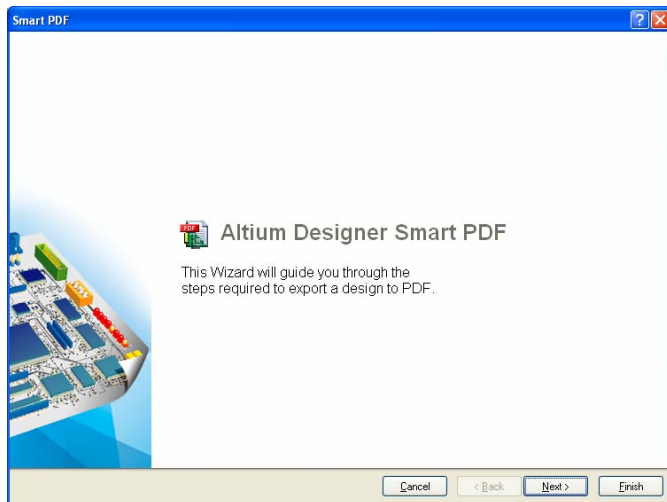 Smart PDF
PDF
Altium Designer Smart PDF
This Wizard will guide you through the
steps required to export a design to PDF.
Cancel
< Back
Next >
Finish